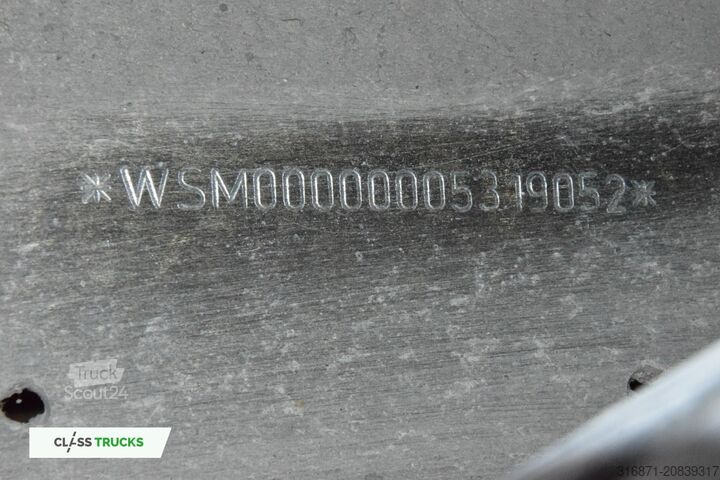 *WSM00000005319052*
Truck
Scout24
CLASS TRUCKS
316871-20839317